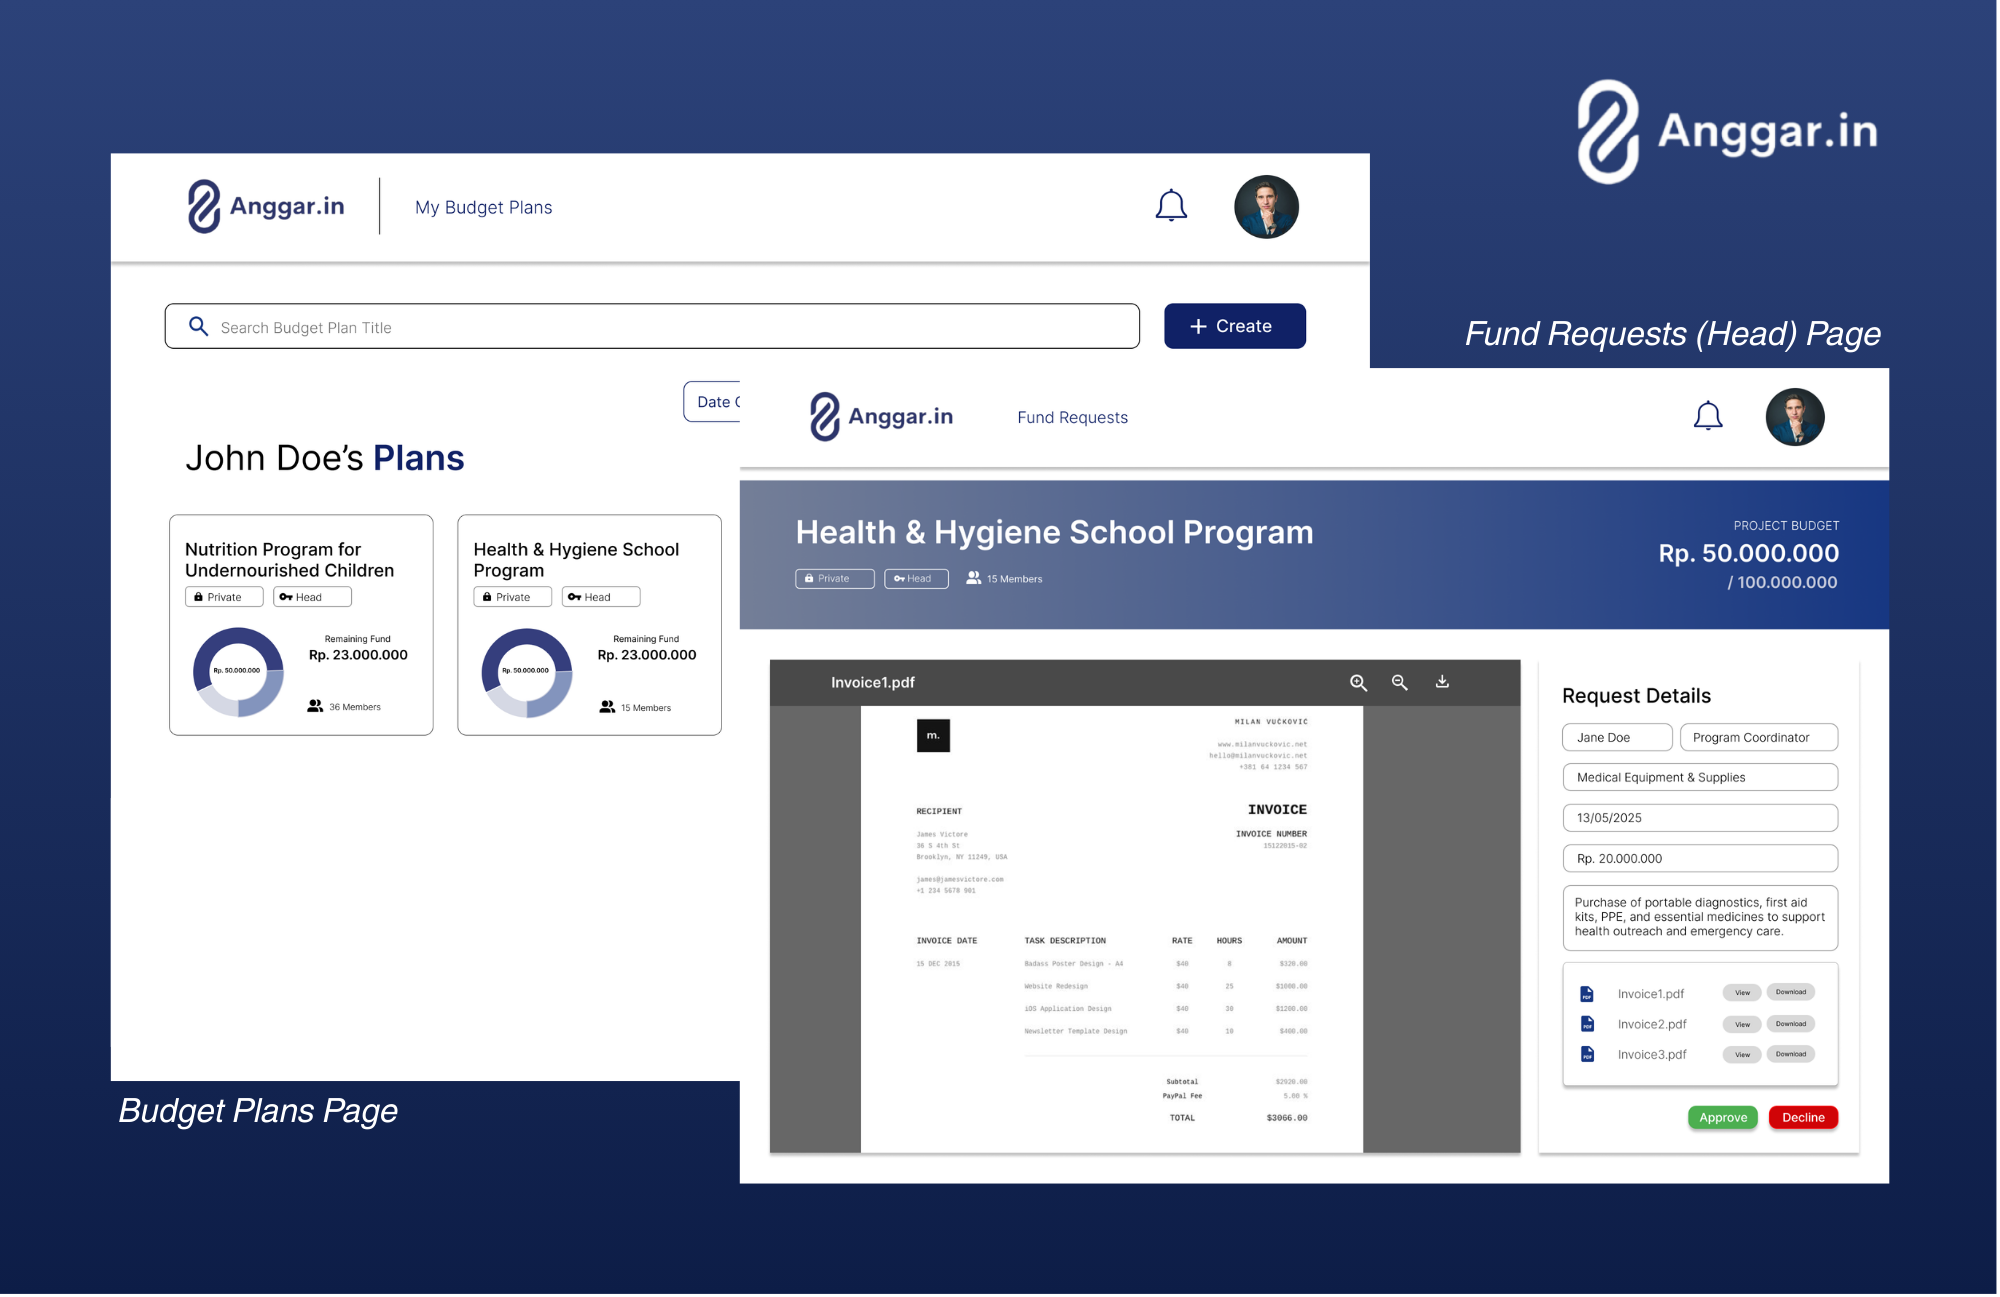 Anggar.in
Anggar.in
My Budget Plans
Search Budget Plan Title
+ Create
Fund Requests (Head) Page
Date
John Doe's Plans
Nutrition Program for
Undernourished Children
Private
Head
Rp. 50.000.000
Remaining Fund
Rp. 23.000.000
36 Members
Health & Hygiene School
Program
Private
Head
Rp. 50.000.000
Remaining Fund
Rp. 23.000.000
15 Members
Budget Plans Page
Anggar.in
Fund Requests
Health & Hygiene School Program
Private
Head
15 Members
PROJECT BUDGET
Rp. 50.000.000
/ 100.000.000
Invoice1.pdf
m.
MILAN VUČKOVIĆ
www.milanvuckovic.net
hello@milanvuckovic.net
+381 64 1234 567
RECIPIENT
James Victore
36 S 4th St
Brooklyn, NY 11249, USA
james@jamesvictore.com
+1 234 5678 901
INVOICE
INVOICE NUMBER
15122015-02
INVOICE DATE TASK DESCRIPTION RATE HOURS AMOUNT
15 DEC 2015 Badass Poster Design - A4 $40 8 $320.00
Website Redesign $40 25 $1000.00
iOS Application Design $40 30 $1200.00
Newsletter Template Design $40 10 $400.00
Subtotal $2920.00
PayPal Fee 5.00 %
TOTAL $3066.00
Request Details
Jane Doe
Program Coordinator
Medical Equipment & Supplies
13/05/2025
Rp. 20.000.000
Purchase of portable diagnostics, first aid
kits, PPE, and essential medicines to support
health outreach and emergency care.
PDF Invoice1.pdf View Download
PDF Invoice2.pdf View Download
PDF Invoice3.pdf View Download
Approve
Decline